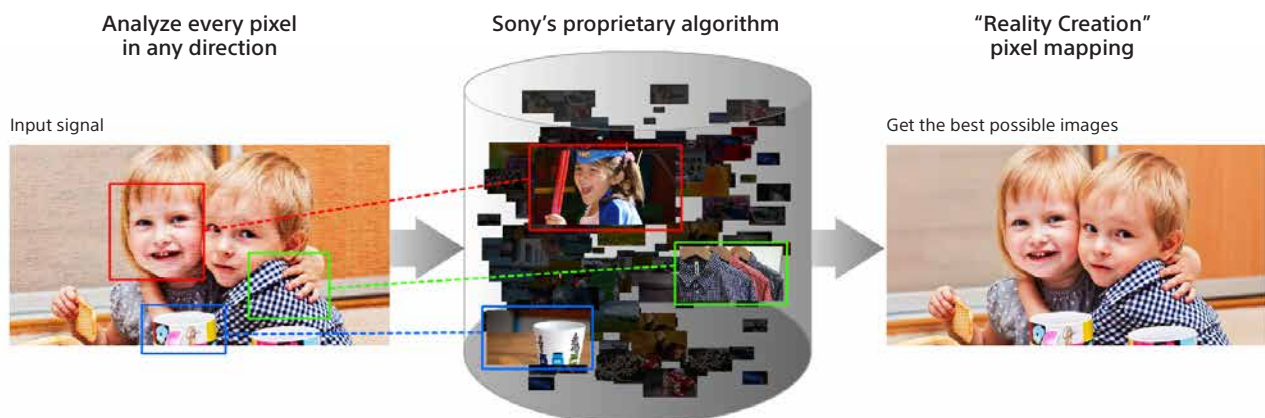 Analyze every pixel
in any direction
Sony’s proprietary algorithm
“Reality Creation”
pixel mapping
Input signal
Get the best possible images